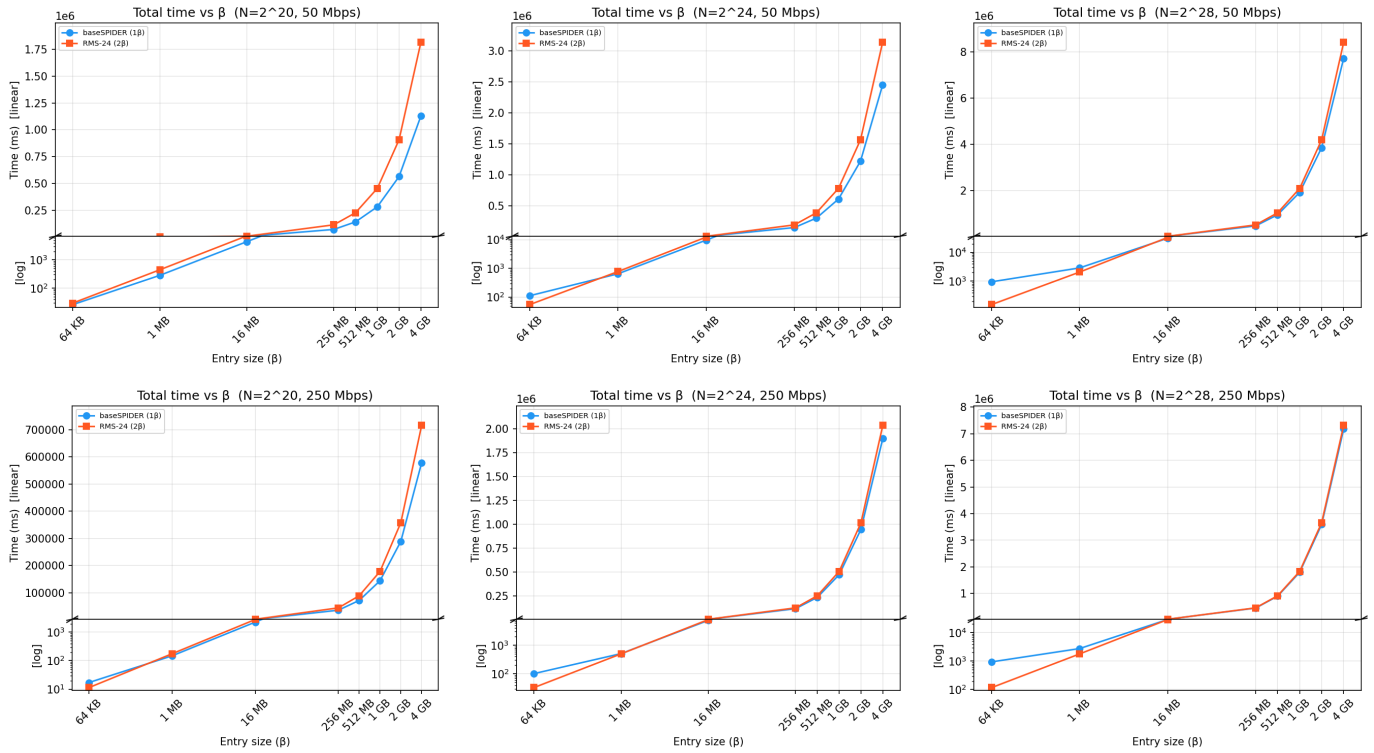 Total time vs β (N=2^20, 50 Mbps)
1e6
baseSPIDER (1β)
RMS-24 (2β)
Time (ms) [linear]
1.75
1.50
1.25
1.00
0.75
0.50
0.25
[log]
10^3
10^2
64 KB
1 MB
16 MB
256 MB
512 MB
1 GB
2 GB
4 GB
Entry size (β)
Total time vs β (N=2^24, 50 Mbps)
1e6
baseSPIDER (1β)
RMS-24 (2β)
Time (ms) [linear]
3.0
2.5
2.0
1.5
1.0
0.5
[log]
10^4
10^3
10^2
64 KB
1 MB
16 MB
256 MB
512 MB
1 GB
2 GB
4 GB
Entry size (β)
Total time vs β (N=2^28, 50 Mbps)
1e6
baseSPIDER (1β)
RMS-24 (2β)
Time (ms) [linear]
8
6
4
2
[log]
10^4
10^3
64 KB
1 MB
16 MB
256 MB
512 MB
1 GB
2 GB
4 GB
Entry size (β)
Total time vs β (N=2^20, 250 Mbps)
baseSPIDER (1β)
RMS-24 (2β)
Time (ms) [linear]
700000
600000
500000
400000
300000
200000
100000
[log]
10^3
10^2
10^1
64 KB
1 MB
16 MB
256 MB
512 MB
1 GB
2 GB
4 GB
Entry size (β)
Total time vs β (N=2^24, 250 Mbps)
1e6
baseSPIDER (1β)
RMS-24 (2β)
Time (ms) [linear]
2.00
1.75
1.50
1.25
1.00
0.75
0.50
0.25
[log]
10^3
10^2
64 KB
1 MB
16 MB
256 MB
512 MB
1 GB
2 GB
4 GB
Entry size (β)
Total time vs β (N=2^28, 250 Mbps)
1e6
baseSPIDER (1β)
RMS-24 (2β)
Time (ms) [linear]
8
7
6
5
4
3
2
1
[log]
10^4
10^3
10^2
64 KB
1 MB
16 MB
256 MB
512 MB
1 GB
2 GB
4 GB
Entry size (β)